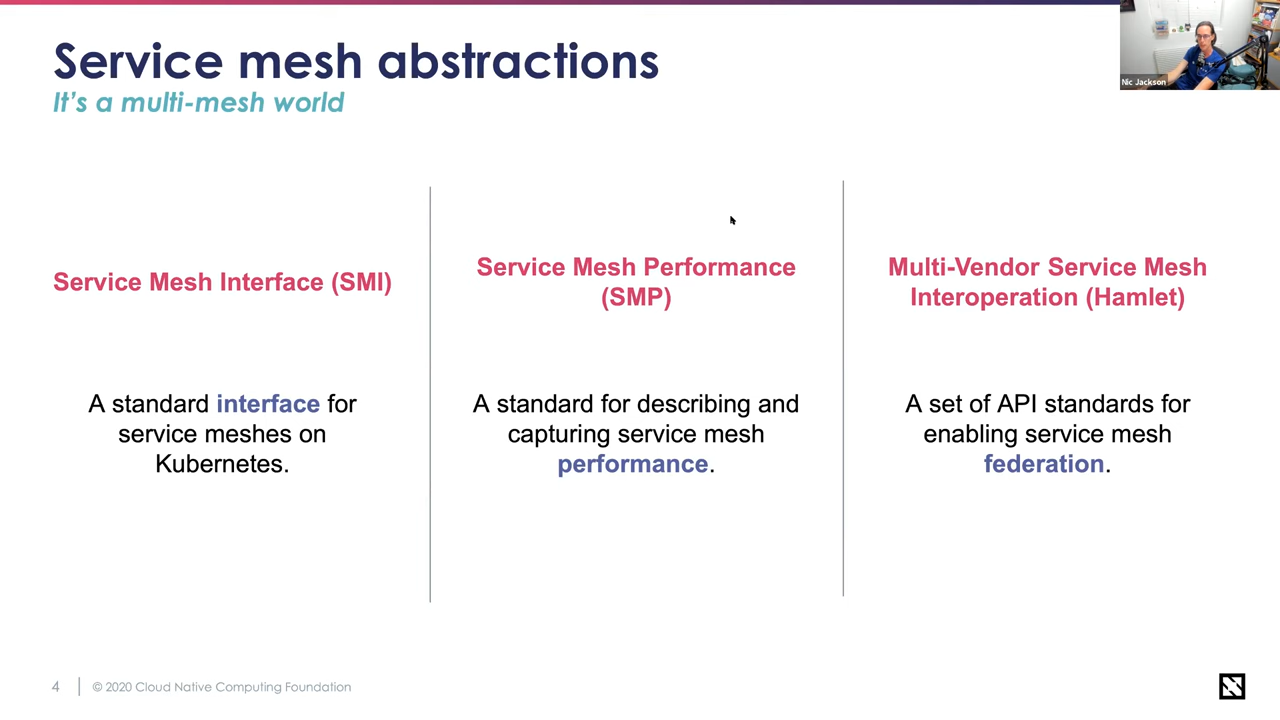 Service mesh abstractions
It's a multi-mesh world
Nic Jackson
Service Mesh Interface (SMI)
A standard interface for
service meshes on
Kubernetes.
Service Mesh Performance
(SMP)
A standard for describing and
capturing service mesh
performance.
Multi-Vendor Service Mesh
Interoperation (Hamlet)
A set of API standards for
enabling service mesh
federation.
4
© 2020 Cloud Native Computing Foundation